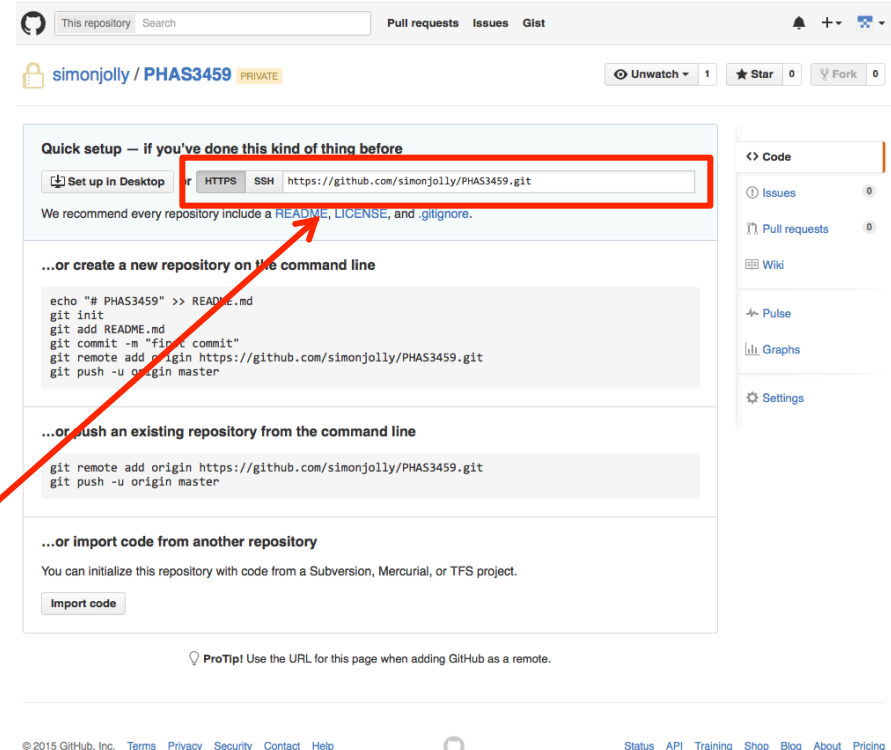 This repository Search Pull requests Issues Gist
simonjolly / PHAS3459 PRIVATE Unwatch 1 Star 0 Fork 0
Quick setup — if you've done this kind of thing before
Set up in Desktop or HTTPS SSH https://github.com/simonjolly/PHAS3459.git
We recommend every repository include a README, LICENSE, and .gitignore.
…or create a new repository on the command line
echo "# PHAS3459" >> README.md
git init
git add README.md
git commit -m "first commit"
git remote add origin https://github.com/simonjolly/PHAS3459.git
git push -u origin master
…or push an existing repository from the command line
git remote add origin https://github.com/simonjolly/PHAS3459.git
git push -u origin master
…or import code from another repository
You can initialize this repository with code from a Subversion, Mercurial, or TFS project.
Import code
ProTip! Use the URL for this page when adding GitHub as a remote.
Code
Issues 0
Pull requests 0
Wiki
Pulse
Graphs
Settings
© 2015 GitHub, Inc. Terms Privacy Security Contact Help Status API Training Shop Blog About Pricing